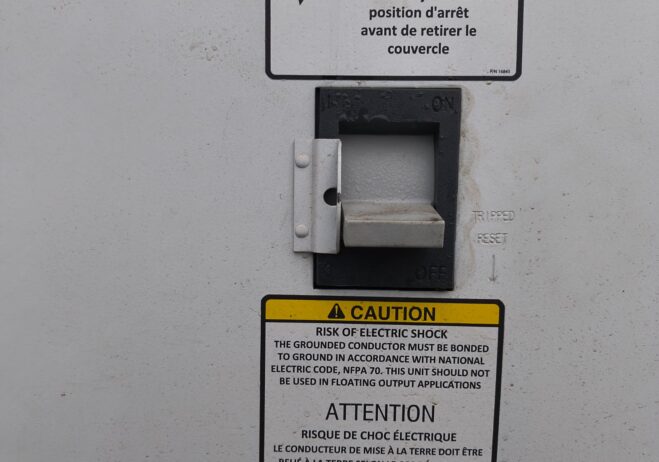 position d'arrêt
avant de retirer le
couvercle
ON
TRIPPED
RESET
OFF
CAUTION
RISK OF ELECTRIC SHOCK
THE GROUNDED CONDUCTOR MUST BE BONDED
TO GROUND IN ACCORDANCE WITH NATIONAL
ELECTRIC CODE, NFPA 70. THIS UNIT SHOULD NOT
BE USED IN FLOATING OUTPUT APPLICATIONS
ATTENTION
RISQUE DE CHOC ÉLECTRIQUE
LE CONDUCTEUR DE MISE À LA TERRE DOIT ÊTRE